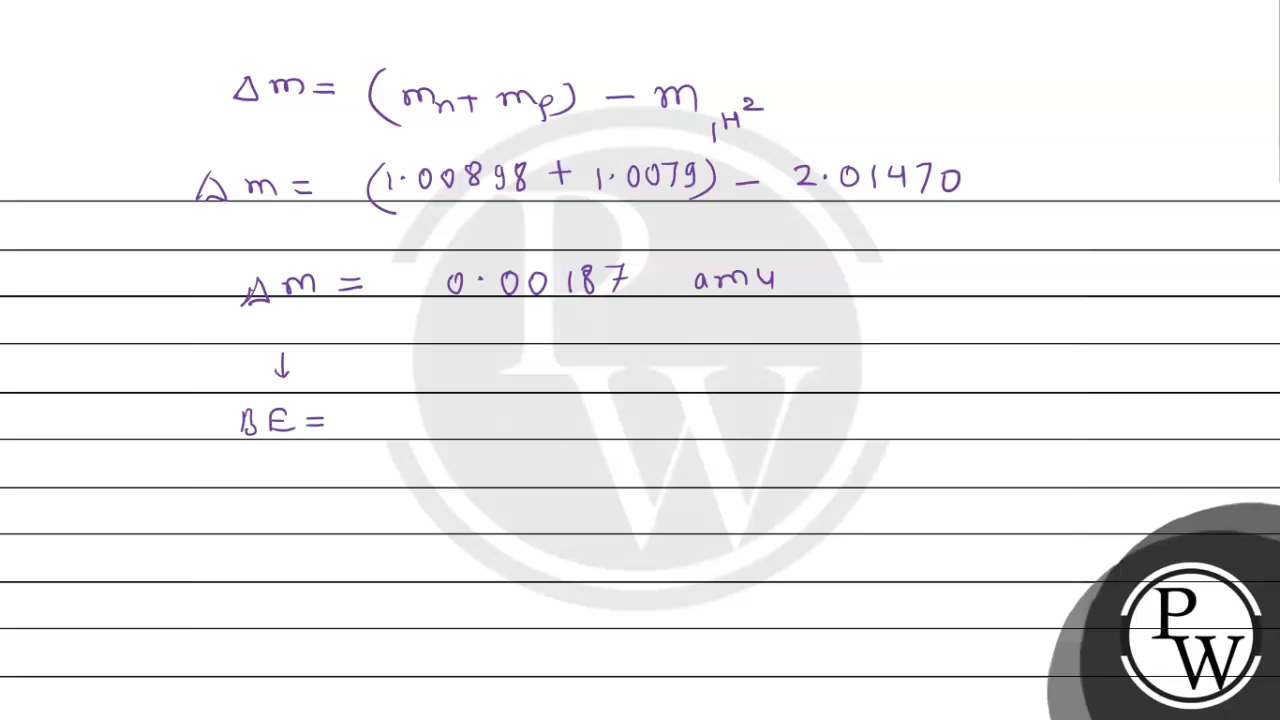 Δm = (mn + mp) - m₁H²
Δm = (1.00898 + 1.0079) - 2.01470
Δm = 0.00187 amu
↓
BE =
P
W
P
W